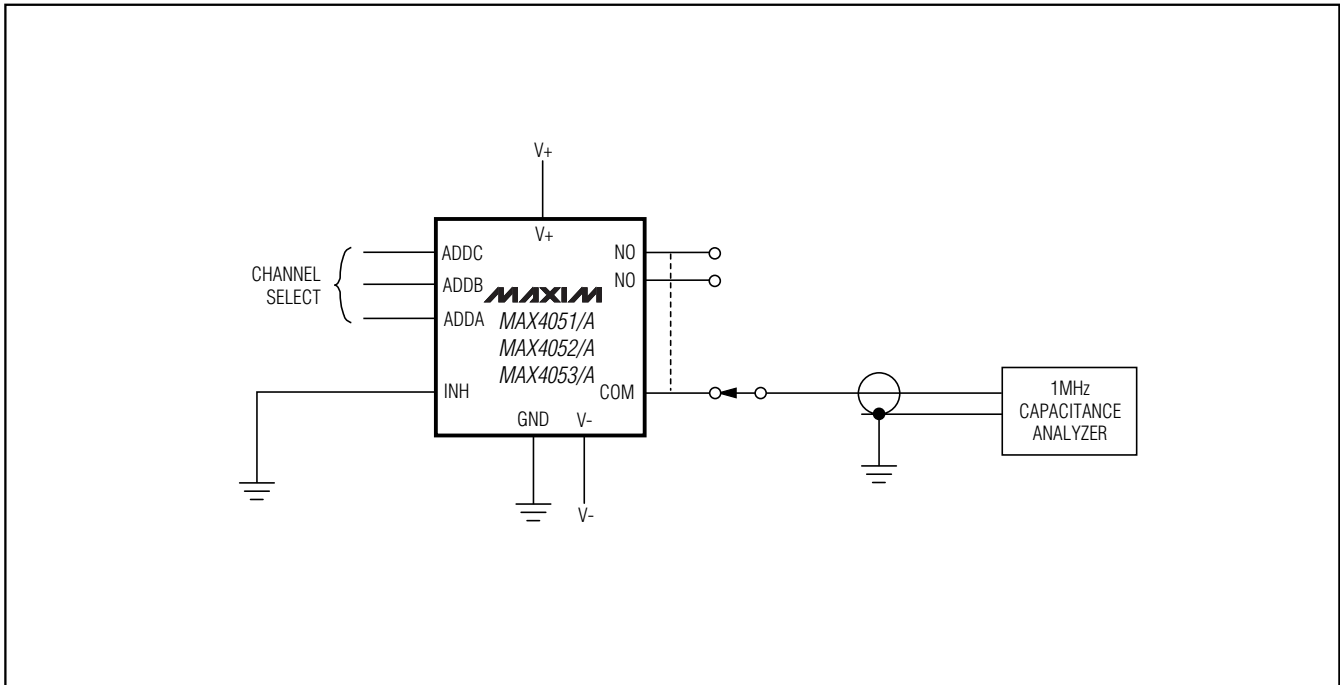 V+
V+
ADDC
ADDB
ADDA
INH
CHANNEL
SELECT
MAXIM
MAX4051/A
MAX4052/A
MAX4053/A
NO
NO
COM
GND
V-
V-
1MHz
CAPACITANCE
ANALYZER